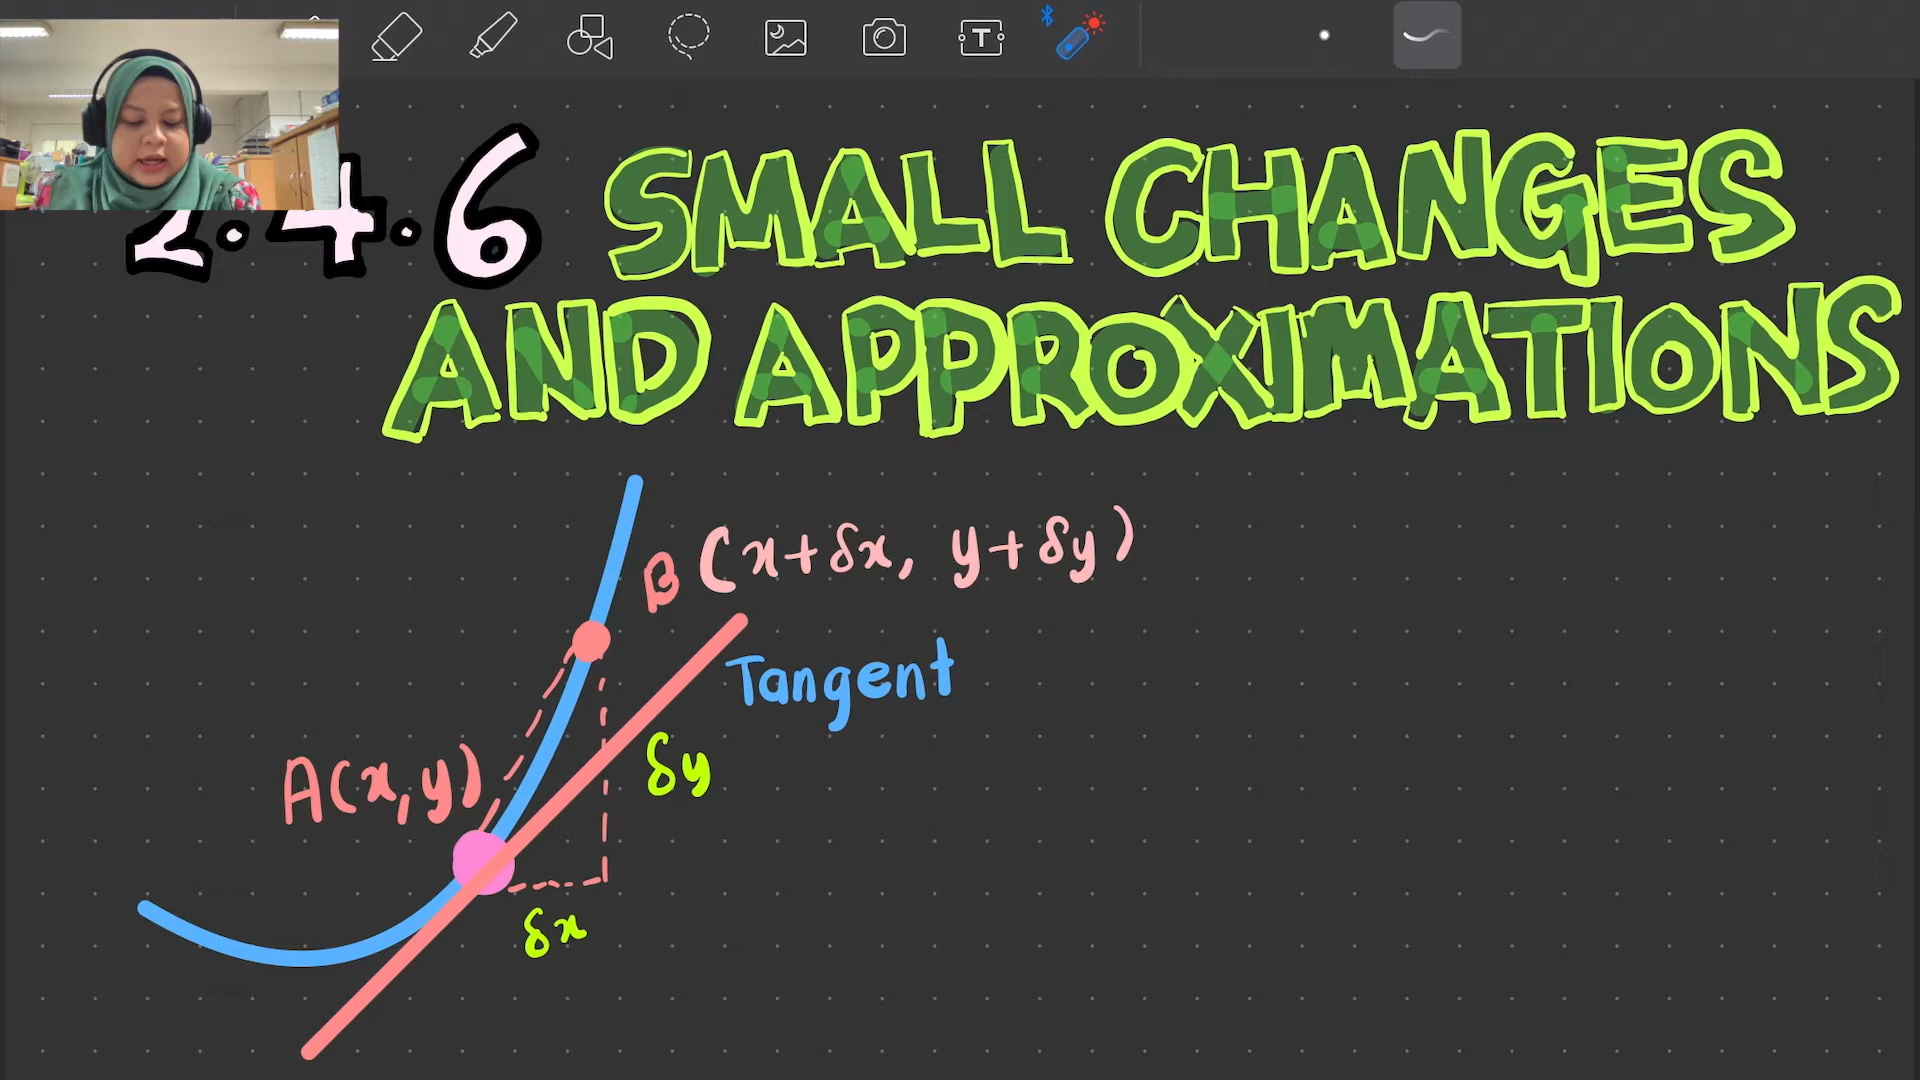 2.4.6 SMALL CHANGES
AND APPROXIMATIONS
B (x+δx, y+δy)
Tangent
A(x,y)
δy
δx
T